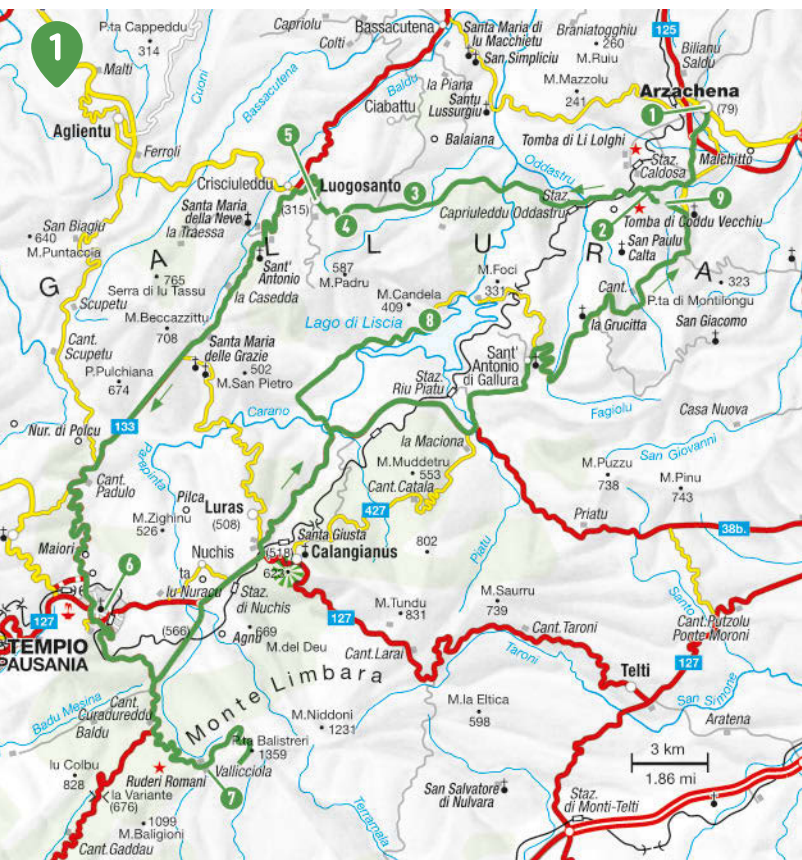 1
P.ta Cappeddu
314
Capriolu
Colti
Bassacutena
Santa Maria di
lu Macchietu
San Simpliciu
Braniatogghiu
260
M.Ruiu
125
Bilianu
Saldu
Malti
Cuoni
Bassacutena
Baldu
la Piana
Santu
Lussurgiu
M.Mazzolu
241
Arzachena
1
(79)
Aglientu
Ciabattu
Balaiana
Tomba di Li Lolghi
Ferroli
5
Oddastru
Staz.
Caldosa
Malchitto
Crisciuleddu
Luogosanto
3
Staz.
9
Santa Maria
della Neve
(315)
4
Capriuleddu
Oddastru
2
Tomba di Coddu Vecchiu
San Biagiu
640
M.Puntaccia
la Traessa
San Paulu
Calta
G A L L U R A
Sant'
Antonio
587
M.Padru
M.Foci
331
323
765
Serra di lu Tassu
la Casedda
M.Candela
409
Cant.
P.ta di Montilongu
Scupetu
M.Beccazzittu
708
Lago di Liscia
8
la Grucitta
San Giacomo
Cant.
Scupetu
Santa Maria
delle Grazie
Sant'
Antonio
di Gallura
P.Pulchiana
674
502
M.San Pietro
Staz.
Riu Piatu
Carano
Fagiolu
Casa Nuova
133
Nur. di Polcu
Parapinta
la Maciona
San Giovanni
M.Muddetru
553
M.Puzzu
738
M.Pinu
743
Cant.
Padulo
Pilca
Cant.Catala
Luras
(508)
427
M.Zighinu
526
Priatu
38b.
Santa Giusta
802
Maiori
Nuchis
(518)
Calangianus
Piatu
ta
lu Nuracu
623
6
Staz.
di Nuchis
M.Saurru
739
Santo
127
M.Tundu
831
127
Cant.Putzolu
Ponte Moroni
(566)
Agnu
669
Cant.Taroni
TEMPIO
PAUSANIA
M.del Deu
Cant.Larai
Taroni
127
Telti
Monte Limbara
San Simone
Badu Mesina
Cant.
Curadureddu
M.la Eltica
598
Baldu
M.Niddoni
1231
Aratena
P.ta Balistreri
1359
3 km
1.86 mi
lu Colbu
828
Ruderi Romani
Vallicciola
la Variante
(676)
7
San Salvatore
di Nulvara
Staz.
di Monti-Telti
1099
M.Baligioni
Terramala
Cant.Gaddau